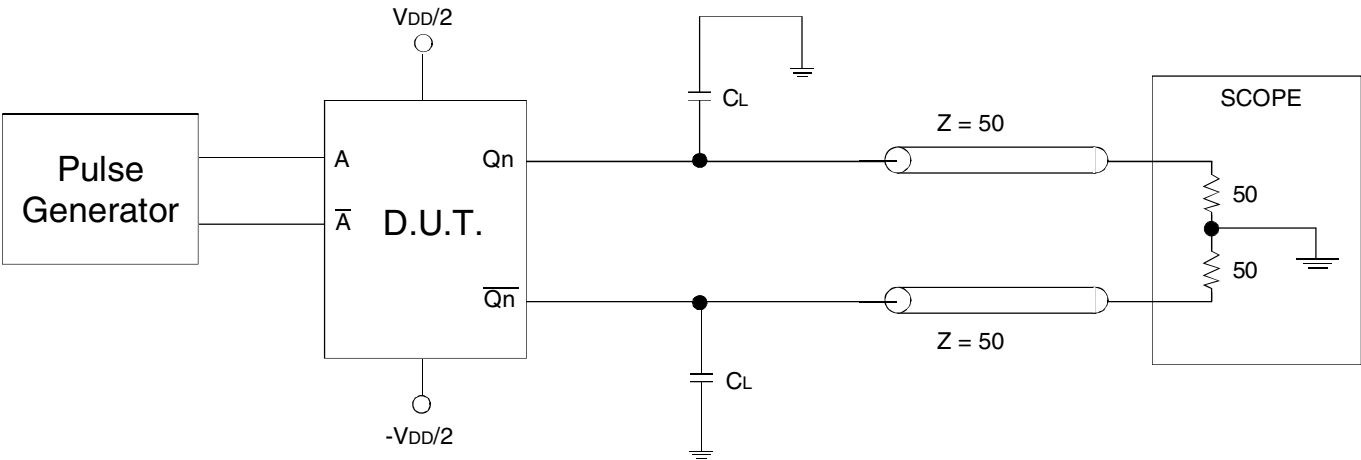 VDD/2
Pulse
Generator
A
A
D.U.T.
Qn
Qn
-VDD/2
CL
CL
Z = 50
Z = 50
SCOPE
50
50